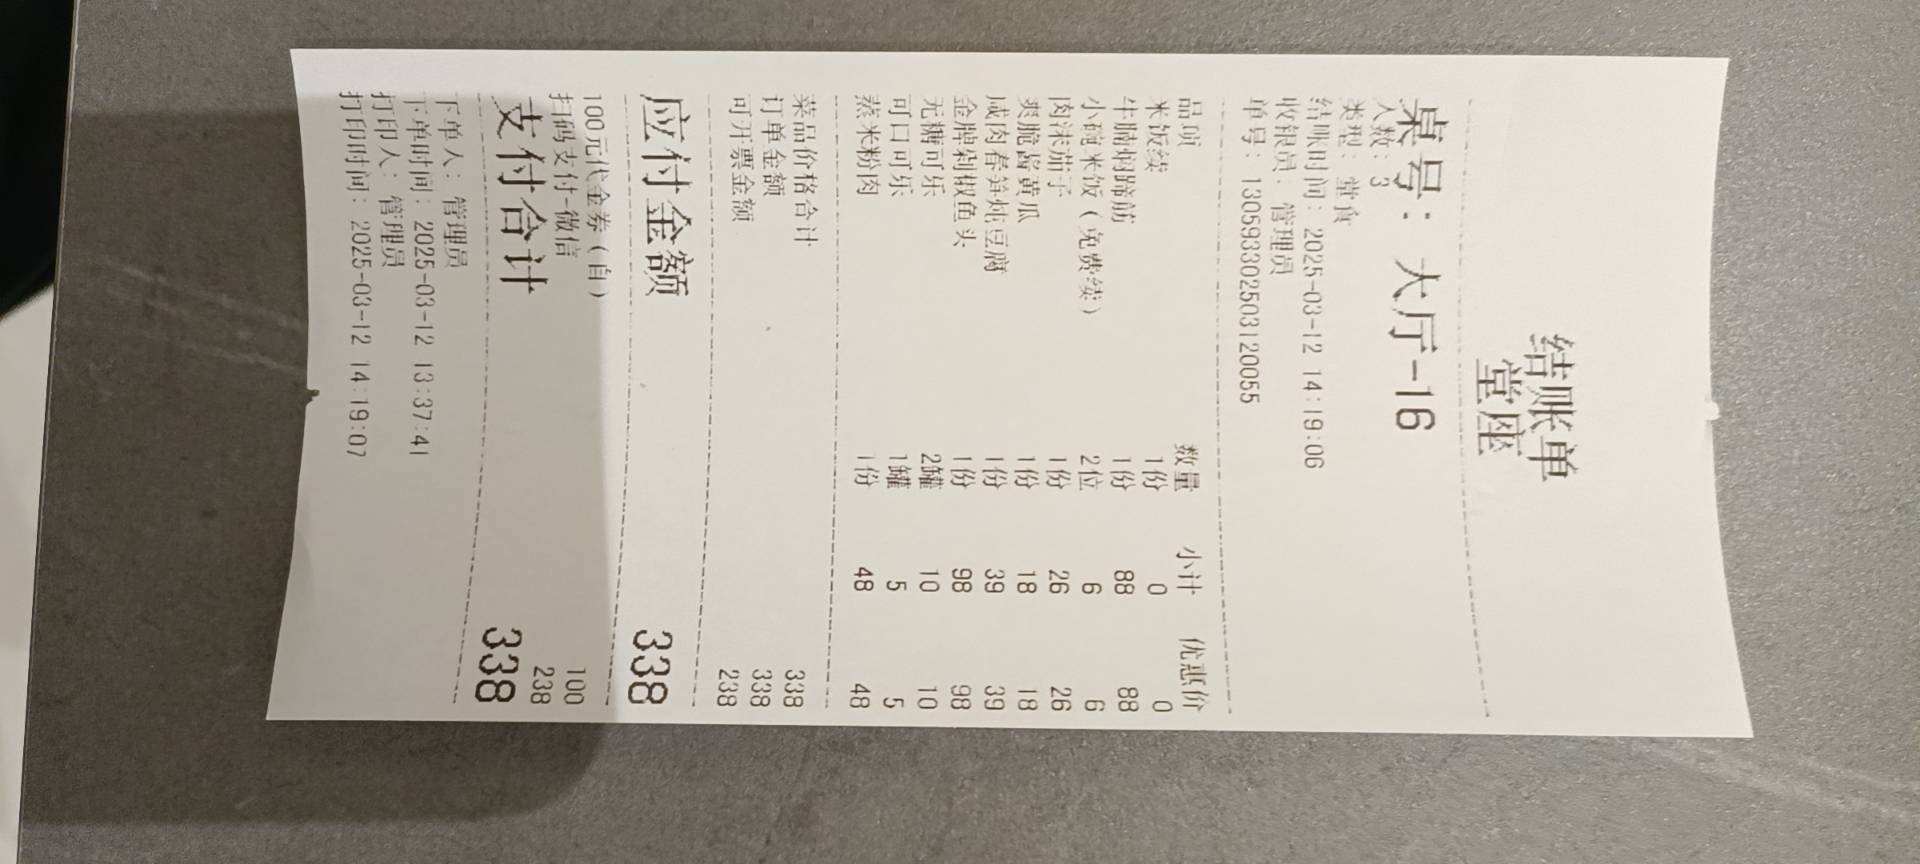 结账单
堂座
桌号：大厅-16
人数：3
类型：堂食
结账时间：2025-03-12 14:19:06
收银员：管理员
单号：130593302503120055
品项 数量 小计 优惠价
米饭续 1份 0 0
牛腩焖蹄筋 1份 88 88
小碗米饭（免费续） 2位 6 6
肉沫茄子 1份 26 26
爽脆酱黄瓜 1份 18 18
咸肉春笋炖豆腐 1份 39 39
金牌剁椒鱼头 1份 98 98
无糖可乐 2罐 10 10
可口可乐 1罐 5 5
蒸米粉肉 1份 48 48
菜品价格合计 338
订单金额 338
可开票金额 238
应付金额 338
100元代金券（自） 100
扫码支付-微信 238
支付合计 338
下单人：管理员
下单时间：2025-03-12 13:37:41
打印人：管理员
打印时间：2025-03-12 14:19:07